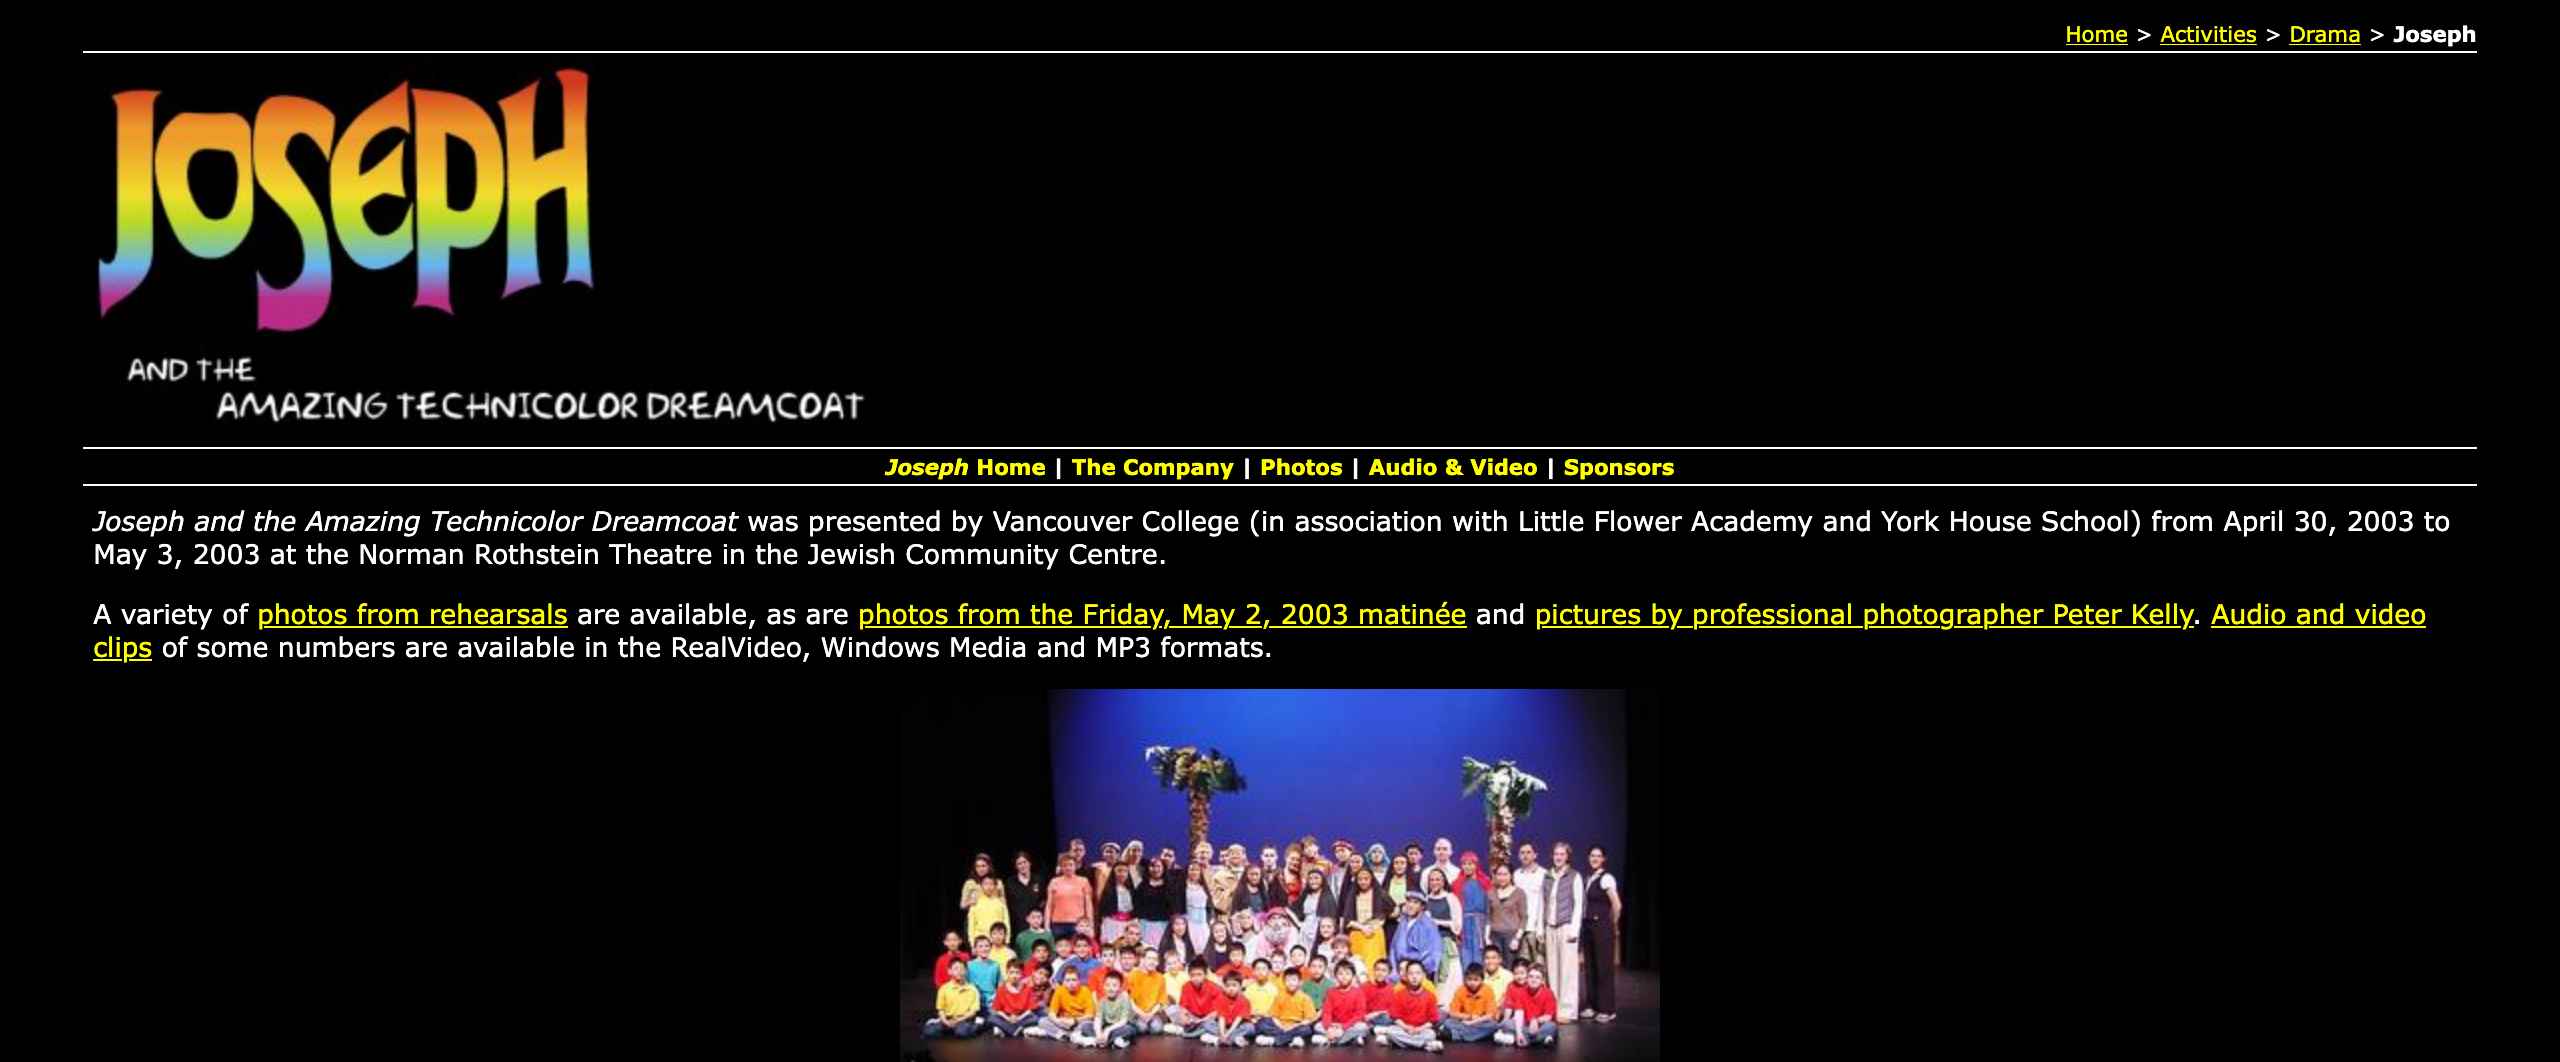 Home > Activities > Drama > Joseph
JOSEPH
AND THE
AMAZING TECHNICOLOR DREAMCOAT
Joseph Home | The Company | Photos | Audio & Video | Sponsors
Joseph and the Amazing Technicolor Dreamcoat was presented by Vancouver College (in association with Little Flower Academy and York House School) from April 30, 2003 to
May 3, 2003 at the Norman Rothstein Theatre in the Jewish Community Centre.
A variety of photos from rehearsals are available, as are photos from the Friday, May 2, 2003 matinée and pictures by professional photographer Peter Kelly. Audio and video
clips of some numbers are available in the RealVideo, Windows Media and MP3 formats.